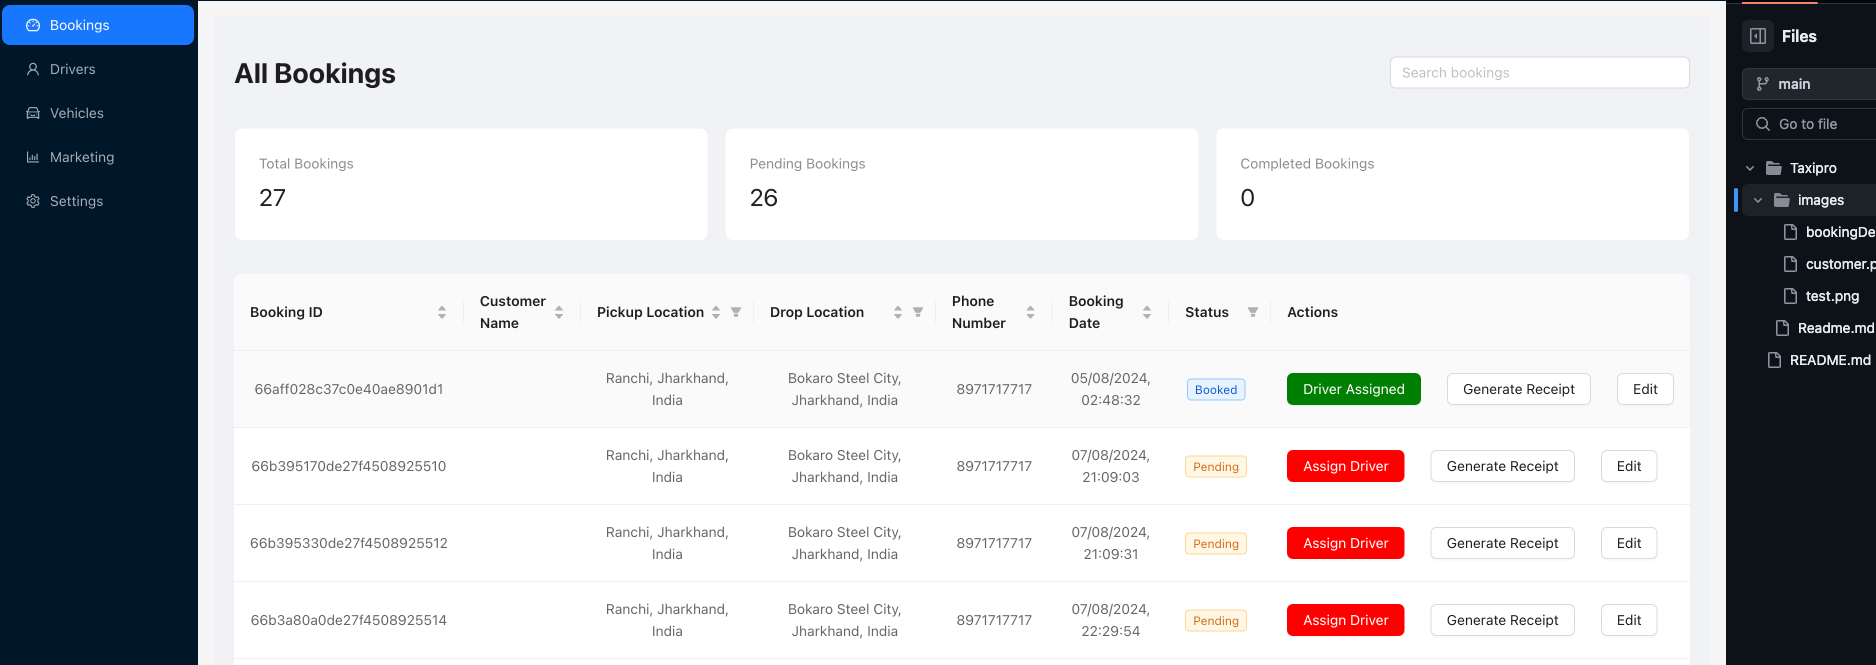 Bookings
Drivers
Vehicles
Marketing
Settings
All Bookings
Search bookings
Total Bookings
27
Pending Bookings
26
Completed Bookings
0
Booking ID
Customer
Name
Pickup Location
Drop Location
Phone
Number
Booking
Date
Status
Actions
66aff028c37c0e40ae8901d1
Ranchi, Jharkhand,
India
Bokaro Steel City,
Jharkhand, India
8971717717
05/08/2024,
02:48:32
Booked
Driver Assigned
Generate Receipt
Edit
66b395170de27f4508925510
Ranchi, Jharkhand,
India
Bokaro Steel City,
Jharkhand, India
8971717717
07/08/2024,
21:09:03
Pending
Assign Driver
Generate Receipt
Edit
66b395330de27f4508925512
Ranchi, Jharkhand,
India
Bokaro Steel City,
Jharkhand, India
8971717717
07/08/2024,
21:09:31
Pending
Assign Driver
Generate Receipt
Edit
66b3a80a0de27f4508925514
Ranchi, Jharkhand,
India
Bokaro Steel City,
Jharkhand, India
8971717717
07/08/2024,
22:29:54
Pending
Assign Driver
Generate Receipt
Edit
Files
main
Go to file
Taxipro
images
bookingDe
customer.p
test.png
Readme.md
README.md